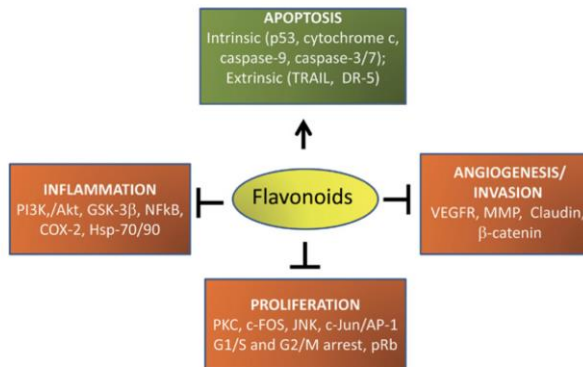 APOPTOSIS
Intrinsic (p53, cytochrome c,
caspase-9, caspase-3/7);
Extrinsic (TRAIL, DR-5)
INFLAMMATION
PI3K,/Akt, GSK-3β, NFkB,
COX-2, Hsp-70/90
Flavonoids
ANGIOGENESIS/
INVASION
VEGFR, MMP, Claudin,
β-catenin
PROLIFERATION
PKC, c-FOS, JNK, c-Jun/AP-1
G1/S and G2/M arrest, pRb